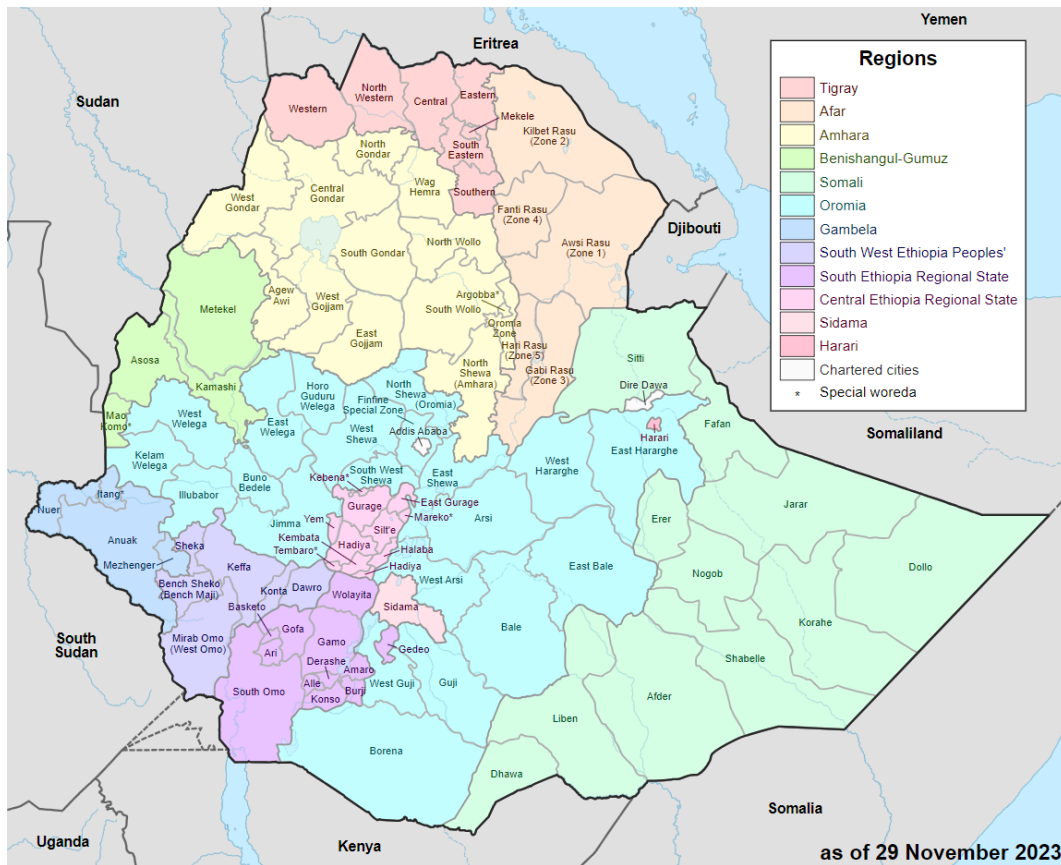 Yemen
Eritrea
Sudan
Regions
Tigray
Afar
Amhara
Benishangul-Gumuz
Somali
Oromia
Gambela
South West Ethiopia Peoples'
South Ethiopia Regional State
Central Ethiopia Regional State
Sidama
Harari
Chartered cities
* Special woreda
Western
North
Western
Central
Eastern
Mekele
South
Eastern
Southern
Kilbet Rasu
(Zone 2)
Fanti Rasu
(Zone 4)
Awsi Rasu
(Zone 1)
Hari Rasu
(Zone 5)
Gabi Rasu
(Zone 3)
Djibouti
North
Gondar
West
Gondar
Central
Gondar
Wag
Hemra
South Gondar
North Wollo
Agew
Awi
West
Gojjam
East
Gojjam
Argobba*
South Wollo
Oromia
Zone
North
Shewa
(Amhara)
Metekel
Asosa
Kamashi
Mao
Komo*
Sitti
Dire Dawa
Harari
East Hararghe
West
Hararghe
Fafan
Somaliland
Jarar
Erer
Nogob
Dollo
Korahe
Shabelle
Afder
Liben
Dhawa
West
Welega
Kelam
Welega
East
Welega
Horo
Guduru
Welega
North
Shewa
(Oromia)
Finfine
Special Zone
Addis Ababa
West
Shewa
South West
Shewa
East
Shewa
Buno
Bedele
Illubabor
Jimma
Arsi
West Arsi
East Bale
Bale
Guji
West Guji
Borena
Kebena*
Gurage
East Gurage
Mareko*
Silt'e
Yem
Kembata
Hadiya
Tembaro*
Halaba
Hadiya
Sidama
Nuer
Itang*
Anuak
Mezhenger
Sheka
Keffa
Bench Sheko
(Bench Maji)
Konta
Dawro
Mirab Omo
(West Omo)
Wolayita
Basketo
Gofa
Ari
Gamo
Gedeo
Derashe
Amaro
Alle
Burji
Konso
South Omo
South
Sudan
Uganda
Kenya
Somalia
as of 29 November 2023